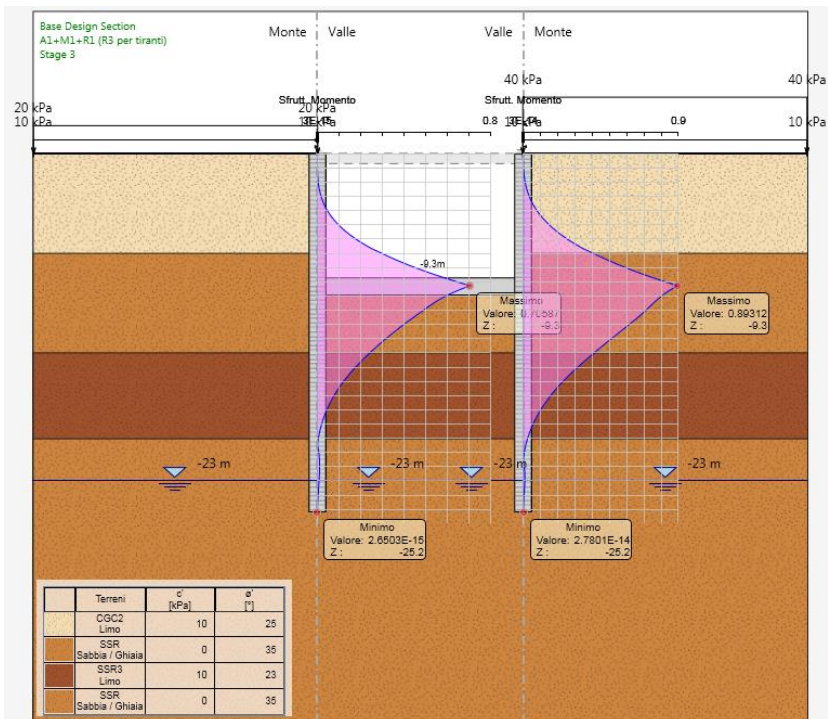 Base Design Section
A1+M1+R1 (R3 per tiranti)
Stage 3
Monte Valle Valle Monte
40 kPa 40 kPa
Sfrutt. Momento Sfrutt. Momento
20 kPa 20 kPa
10 kPa 0.8 0.9 10 kPa
-9.3m
Massimo
Z : -9.3
Massimo
Valore: 0.89312
Z : -9.3
-23 m -23 m -23 m -23 m
Minimo
Valore: 2.6503E-15
Z : -25.2
Minimo
Valore: 2.7801E-14
Z : -25.2
Terreni c' ø'
[kPa] [°]
CGC2
Limo 10 25
SSR
Sabbia / Ghiaia 0 35
SSR3
Limo 10 23
SSR
Sabbia / Ghiaia 0 35